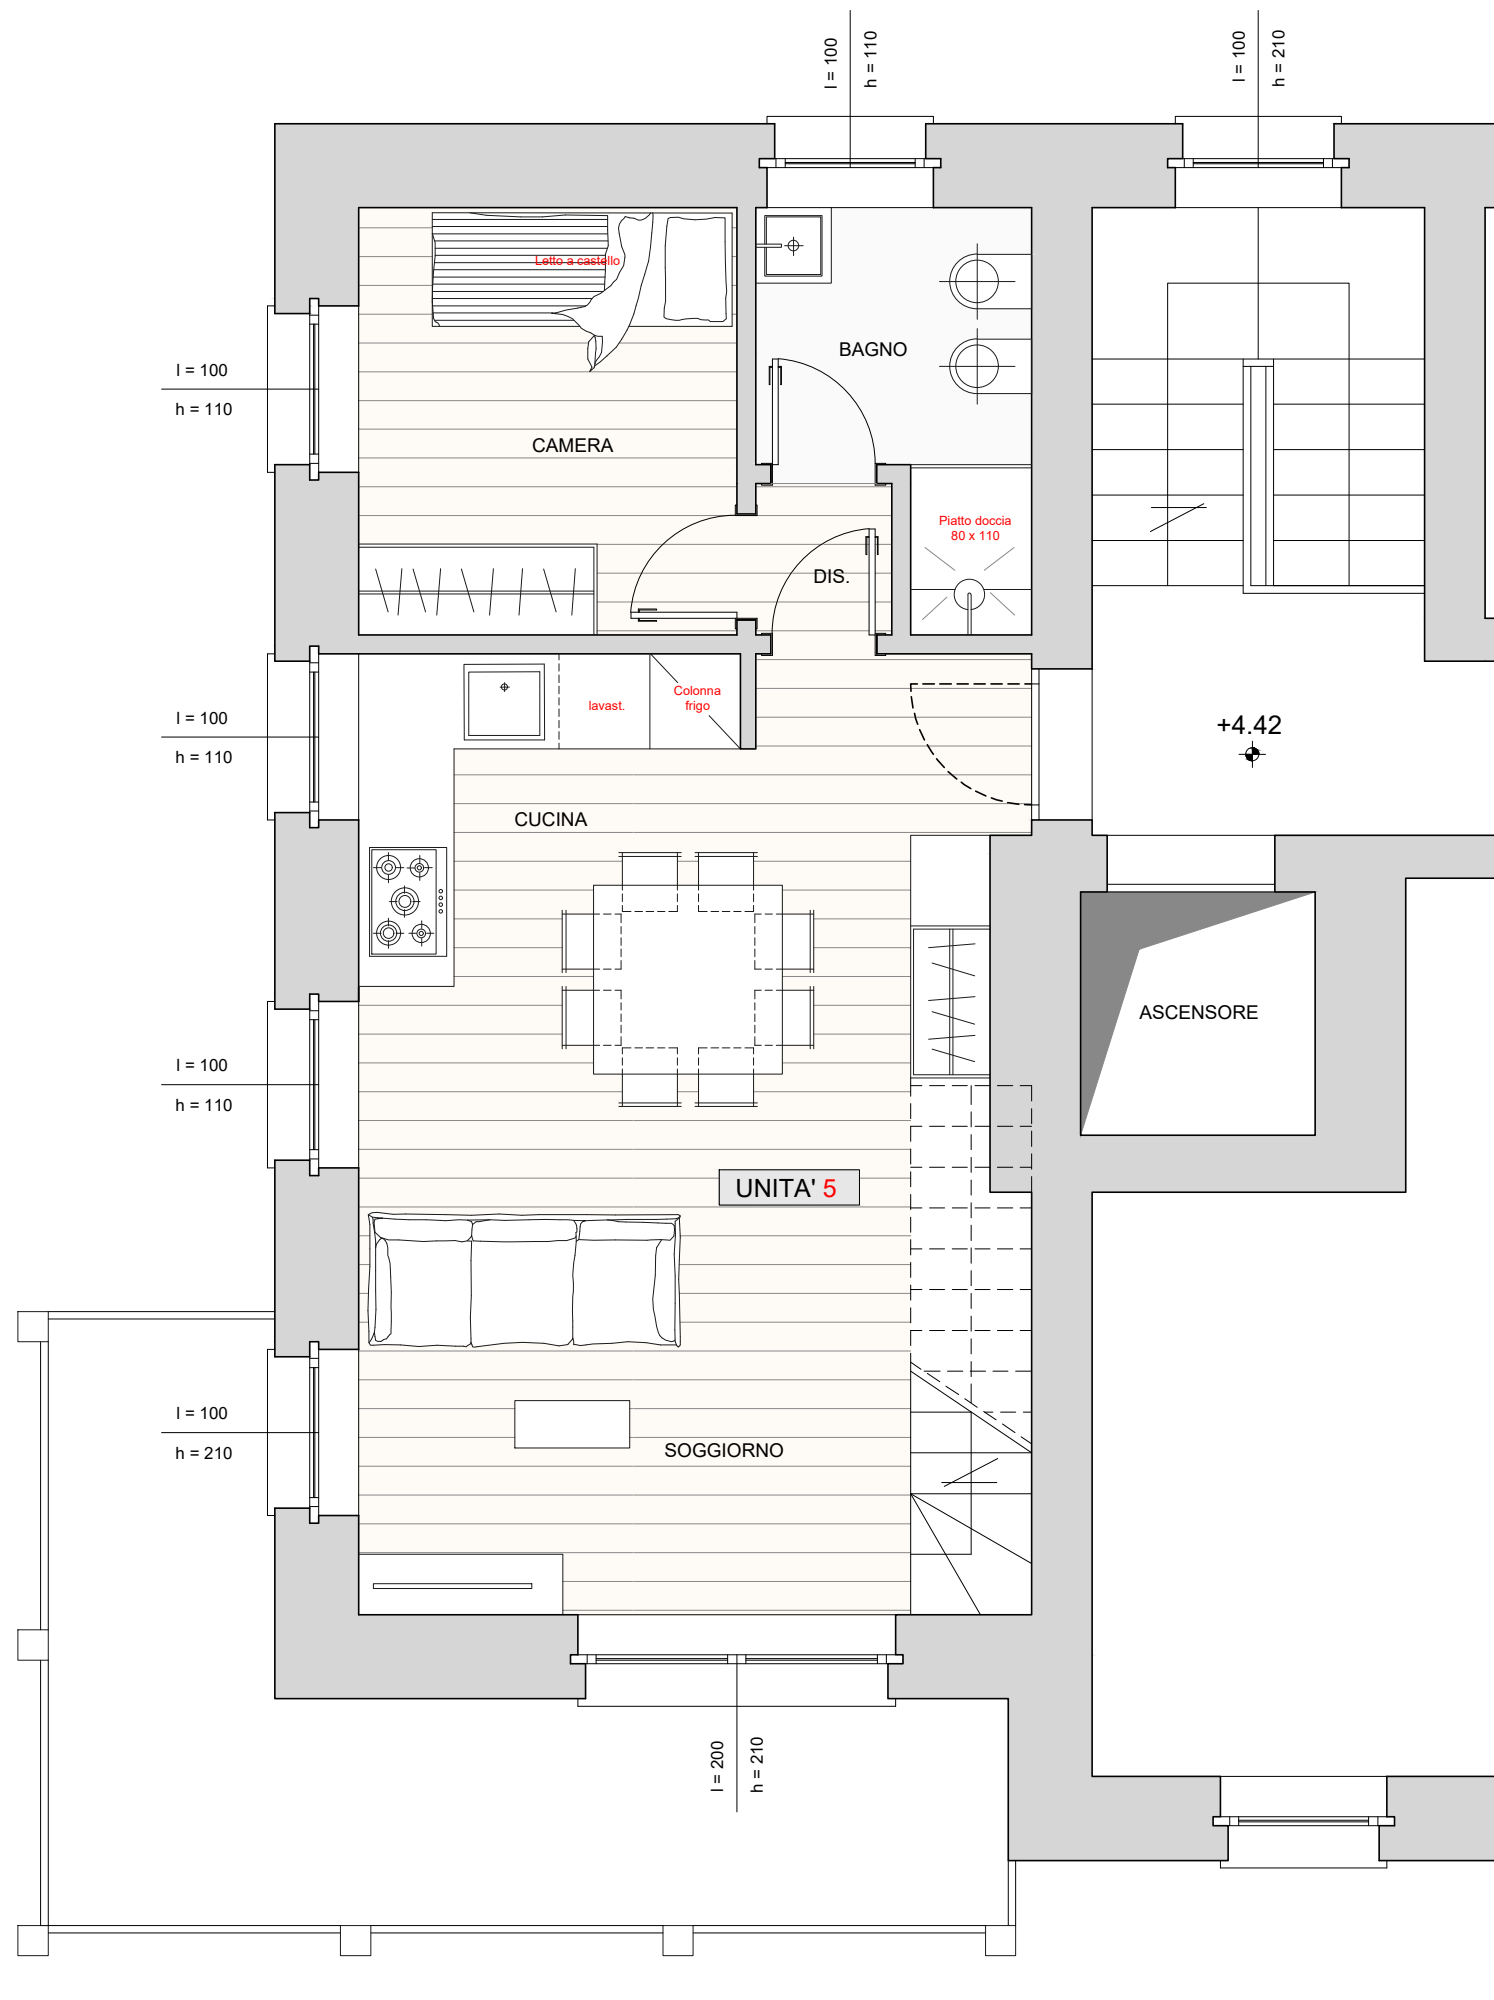 l = 100
h = 110
l = 100
h = 210
Letto a castello
BAGNO
l = 100
h = 110
CAMERA
Piatto doccia
80 x 110
DIS.
Colonna
frigo
lavast.
l = 100
h = 110
+4.42
CUCINA
ASCENSORE
l = 100
h = 110
UNITA' 5
l = 100
h = 210
SOGGIORNO
l = 200
h = 210